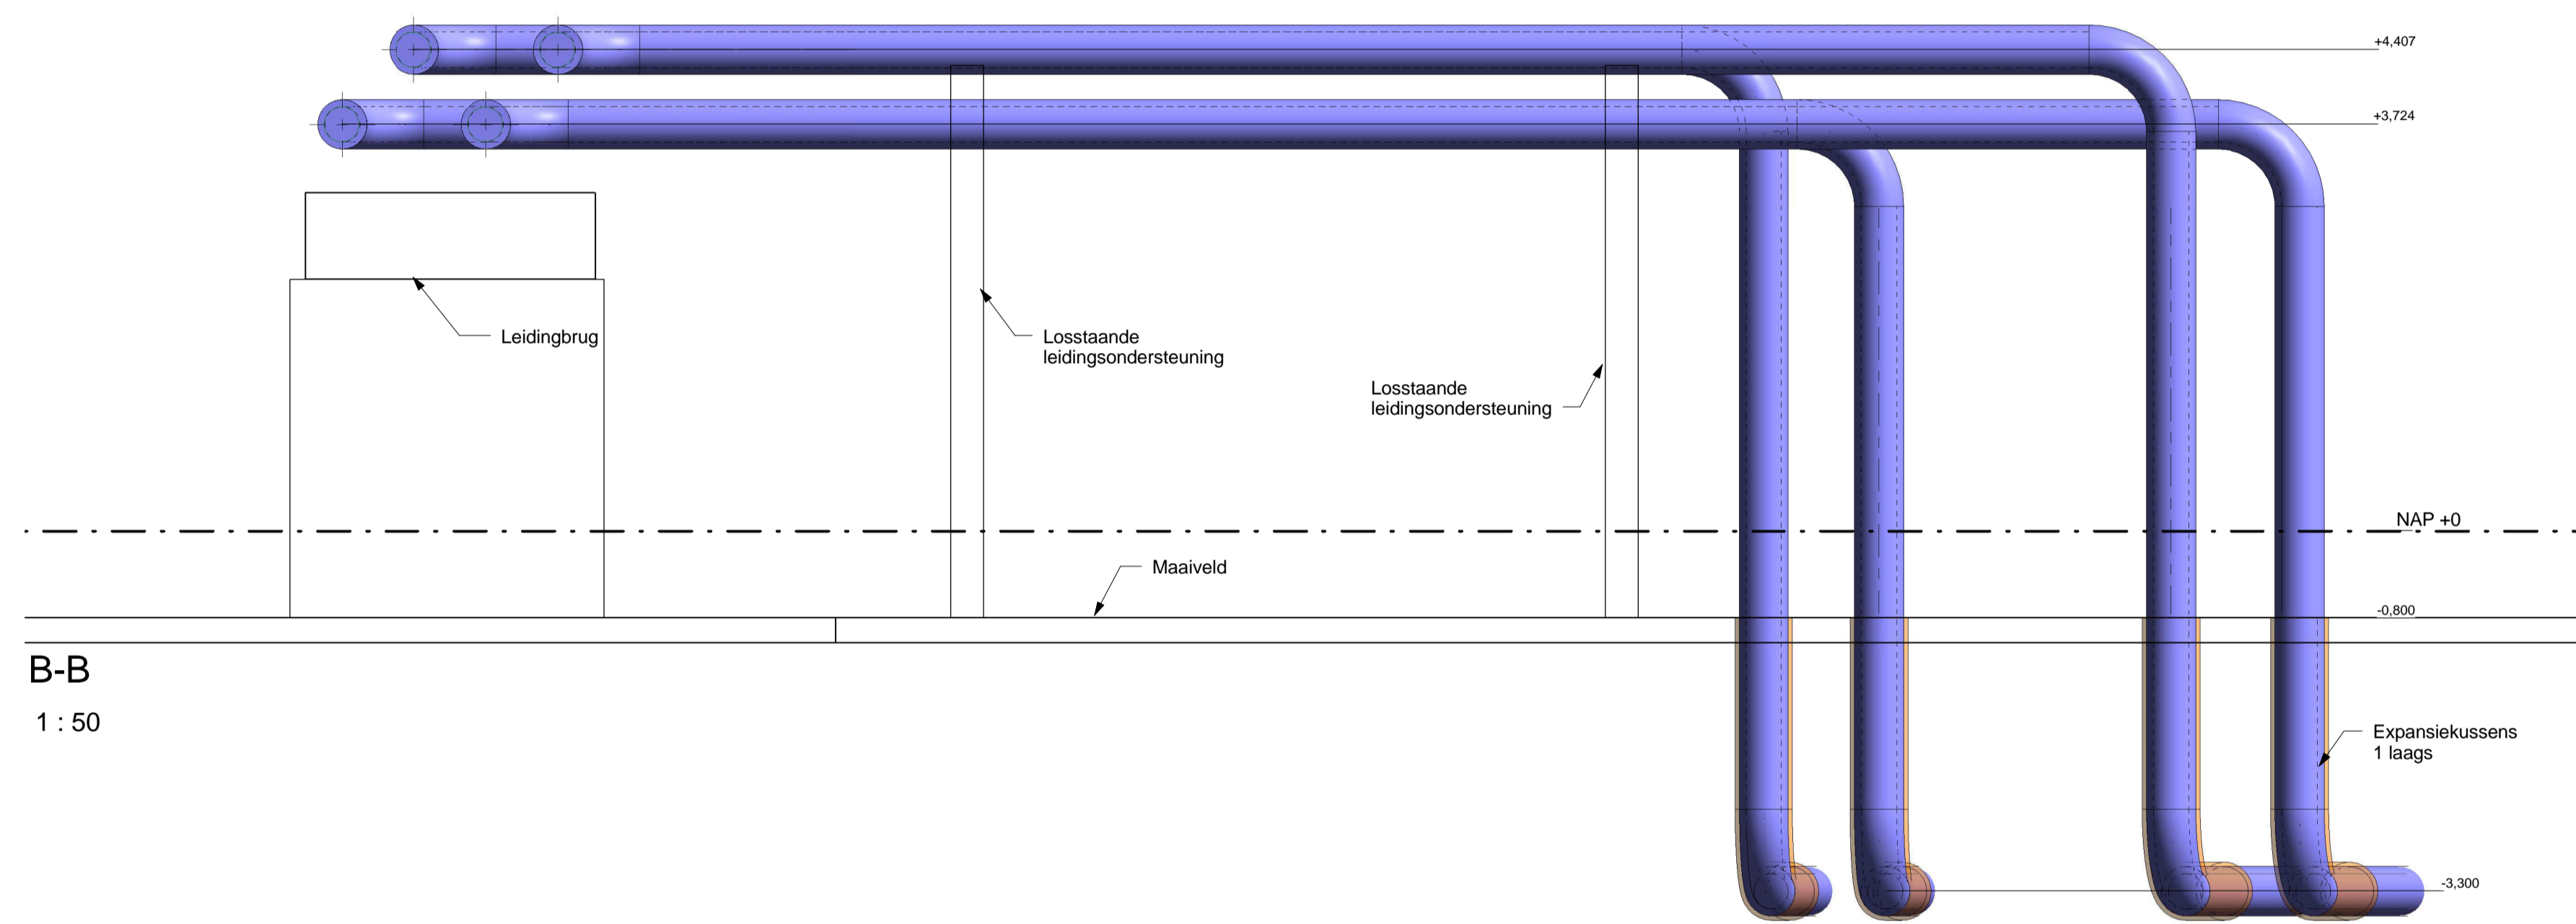 +4,407
+3,724
Leidingbrug
Losstaande
leidingsondersteuning
Losstaande
leidingsondersteuning
NAP +0
Maaiveld
-0,800
B-B
1 : 50
Expansiekussens
1 laags
-3,300